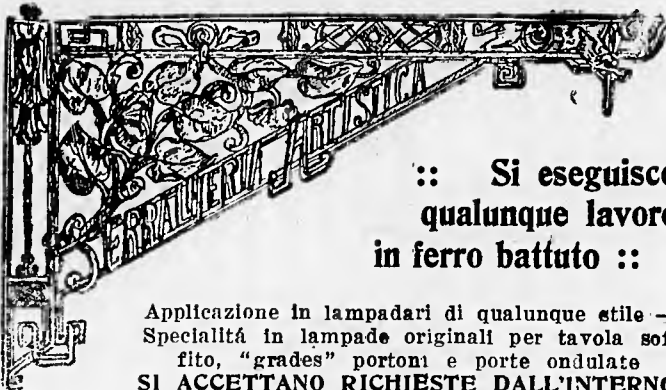 SERRALHERIA ARTISTICA
:: Si eseguisce
qualunque lavoro
in ferro battuto ::
Applicazione in lampadari di qualunque stile —
Specialitá in lampade originali per tavola sof
fito, "grades" portoni e porte ondulate
SI ACCETTANO RICHIESTE DALL'INTERNO